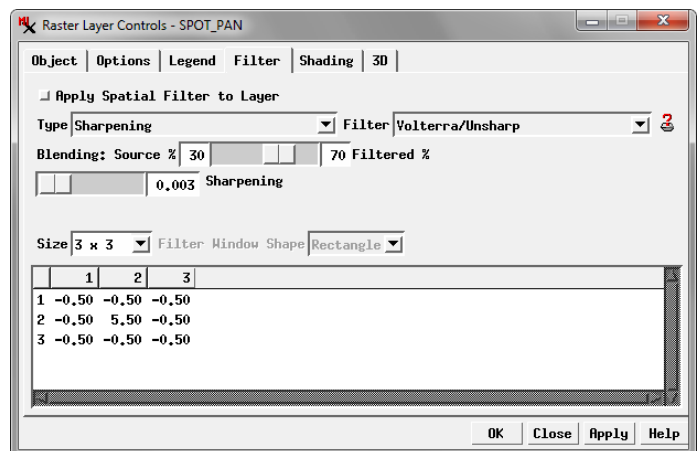 Raster Layer Controls - SPOT_PAN
Object Options Legend Filter Shading 3D
Apply Spatial Filter to Layer
Type Sharpening Filter Volterra/Unsharp
Blending: Source % 30 70 Filtered %
0.003 Sharpening
Size 3 x 3 Filter Window Shape Rectangle
1 2 3
1 -0.50 -0.50 -0.50
2 -0.50 5.50 -0.50
3 -0.50 -0.50 -0.50
OK Close Apply Help